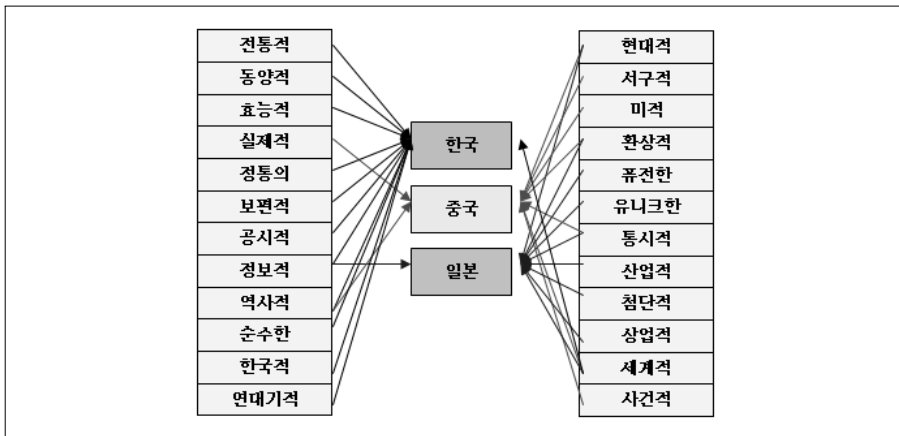 전통적
동양적
효능적
실제적
정통의
보편적
공시적
정보적
역사적
순수한
한국적
연대기적
한국
중국
일본
현대적
서구적
미적
환상적
퓨전한
유니크한
통시적
산업적
첨단적
상업적
세계적
사건적